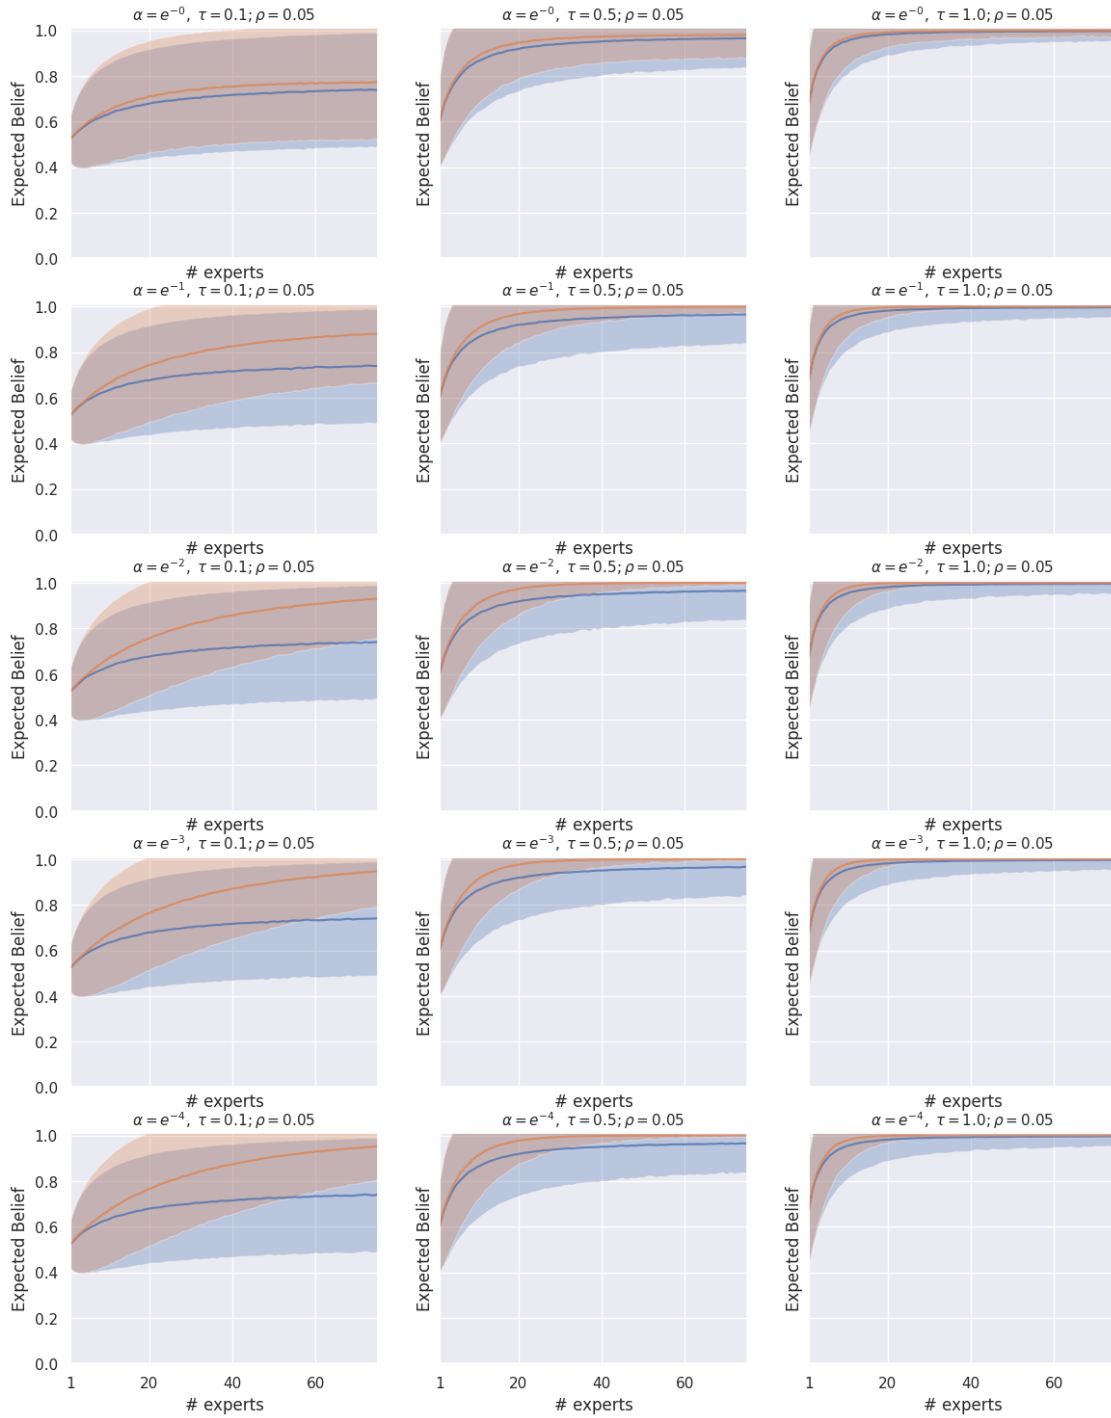 α = e⁻⁰, τ = 0.1; ρ = 0.05
α = e⁻⁰, τ = 0.5; ρ = 0.05
α = e⁻⁰, τ = 1.0; ρ = 0.05
Expected Belief
1.0
0.8
0.6
0.4
0.2
0.0
# experts
Expected Belief
# experts
Expected Belief
# experts
α = e⁻¹, τ = 0.1; ρ = 0.05
α = e⁻¹, τ = 0.5; ρ = 0.05
α = e⁻¹, τ = 1.0; ρ = 0.05
Expected Belief
1.0
0.8
0.6
0.4
0.2
0.0
# experts
Expected Belief
# experts
Expected Belief
# experts
α = e⁻², τ = 0.1; ρ = 0.05
α = e⁻², τ = 0.5; ρ = 0.05
α = e⁻², τ = 1.0; ρ = 0.05
Expected Belief
1.0
0.8
0.6
0.4
0.2
0.0
# experts
Expected Belief
# experts
Expected Belief
# experts
α = e⁻³, τ = 0.1; ρ = 0.05
α = e⁻³, τ = 0.5; ρ = 0.05
α = e⁻³, τ = 1.0; ρ = 0.05
Expected Belief
1.0
0.8
0.6
0.4
0.2
0.0
# experts
Expected Belief
# experts
Expected Belief
# experts
α = e⁻⁴, τ = 0.1; ρ = 0.05
α = e⁻⁴, τ = 0.5; ρ = 0.05
α = e⁻⁴, τ = 1.0; ρ = 0.05
Expected Belief
1.0
0.8
0.6
0.4
0.2
0.0
1 20 40 60
# experts
Expected Belief
1 20 40 60
# experts
Expected Belief
1 20 40 60
# experts